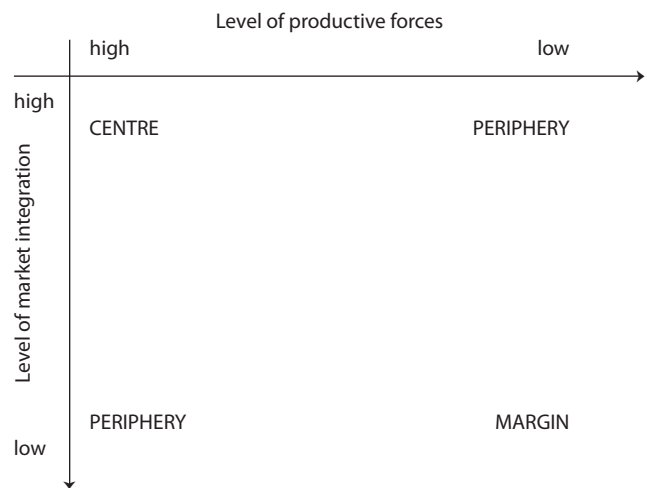 Level of productive forces
high low
high
CENTRE PERIPHERY
Level of market integration
PERIPHERY MARGIN
low